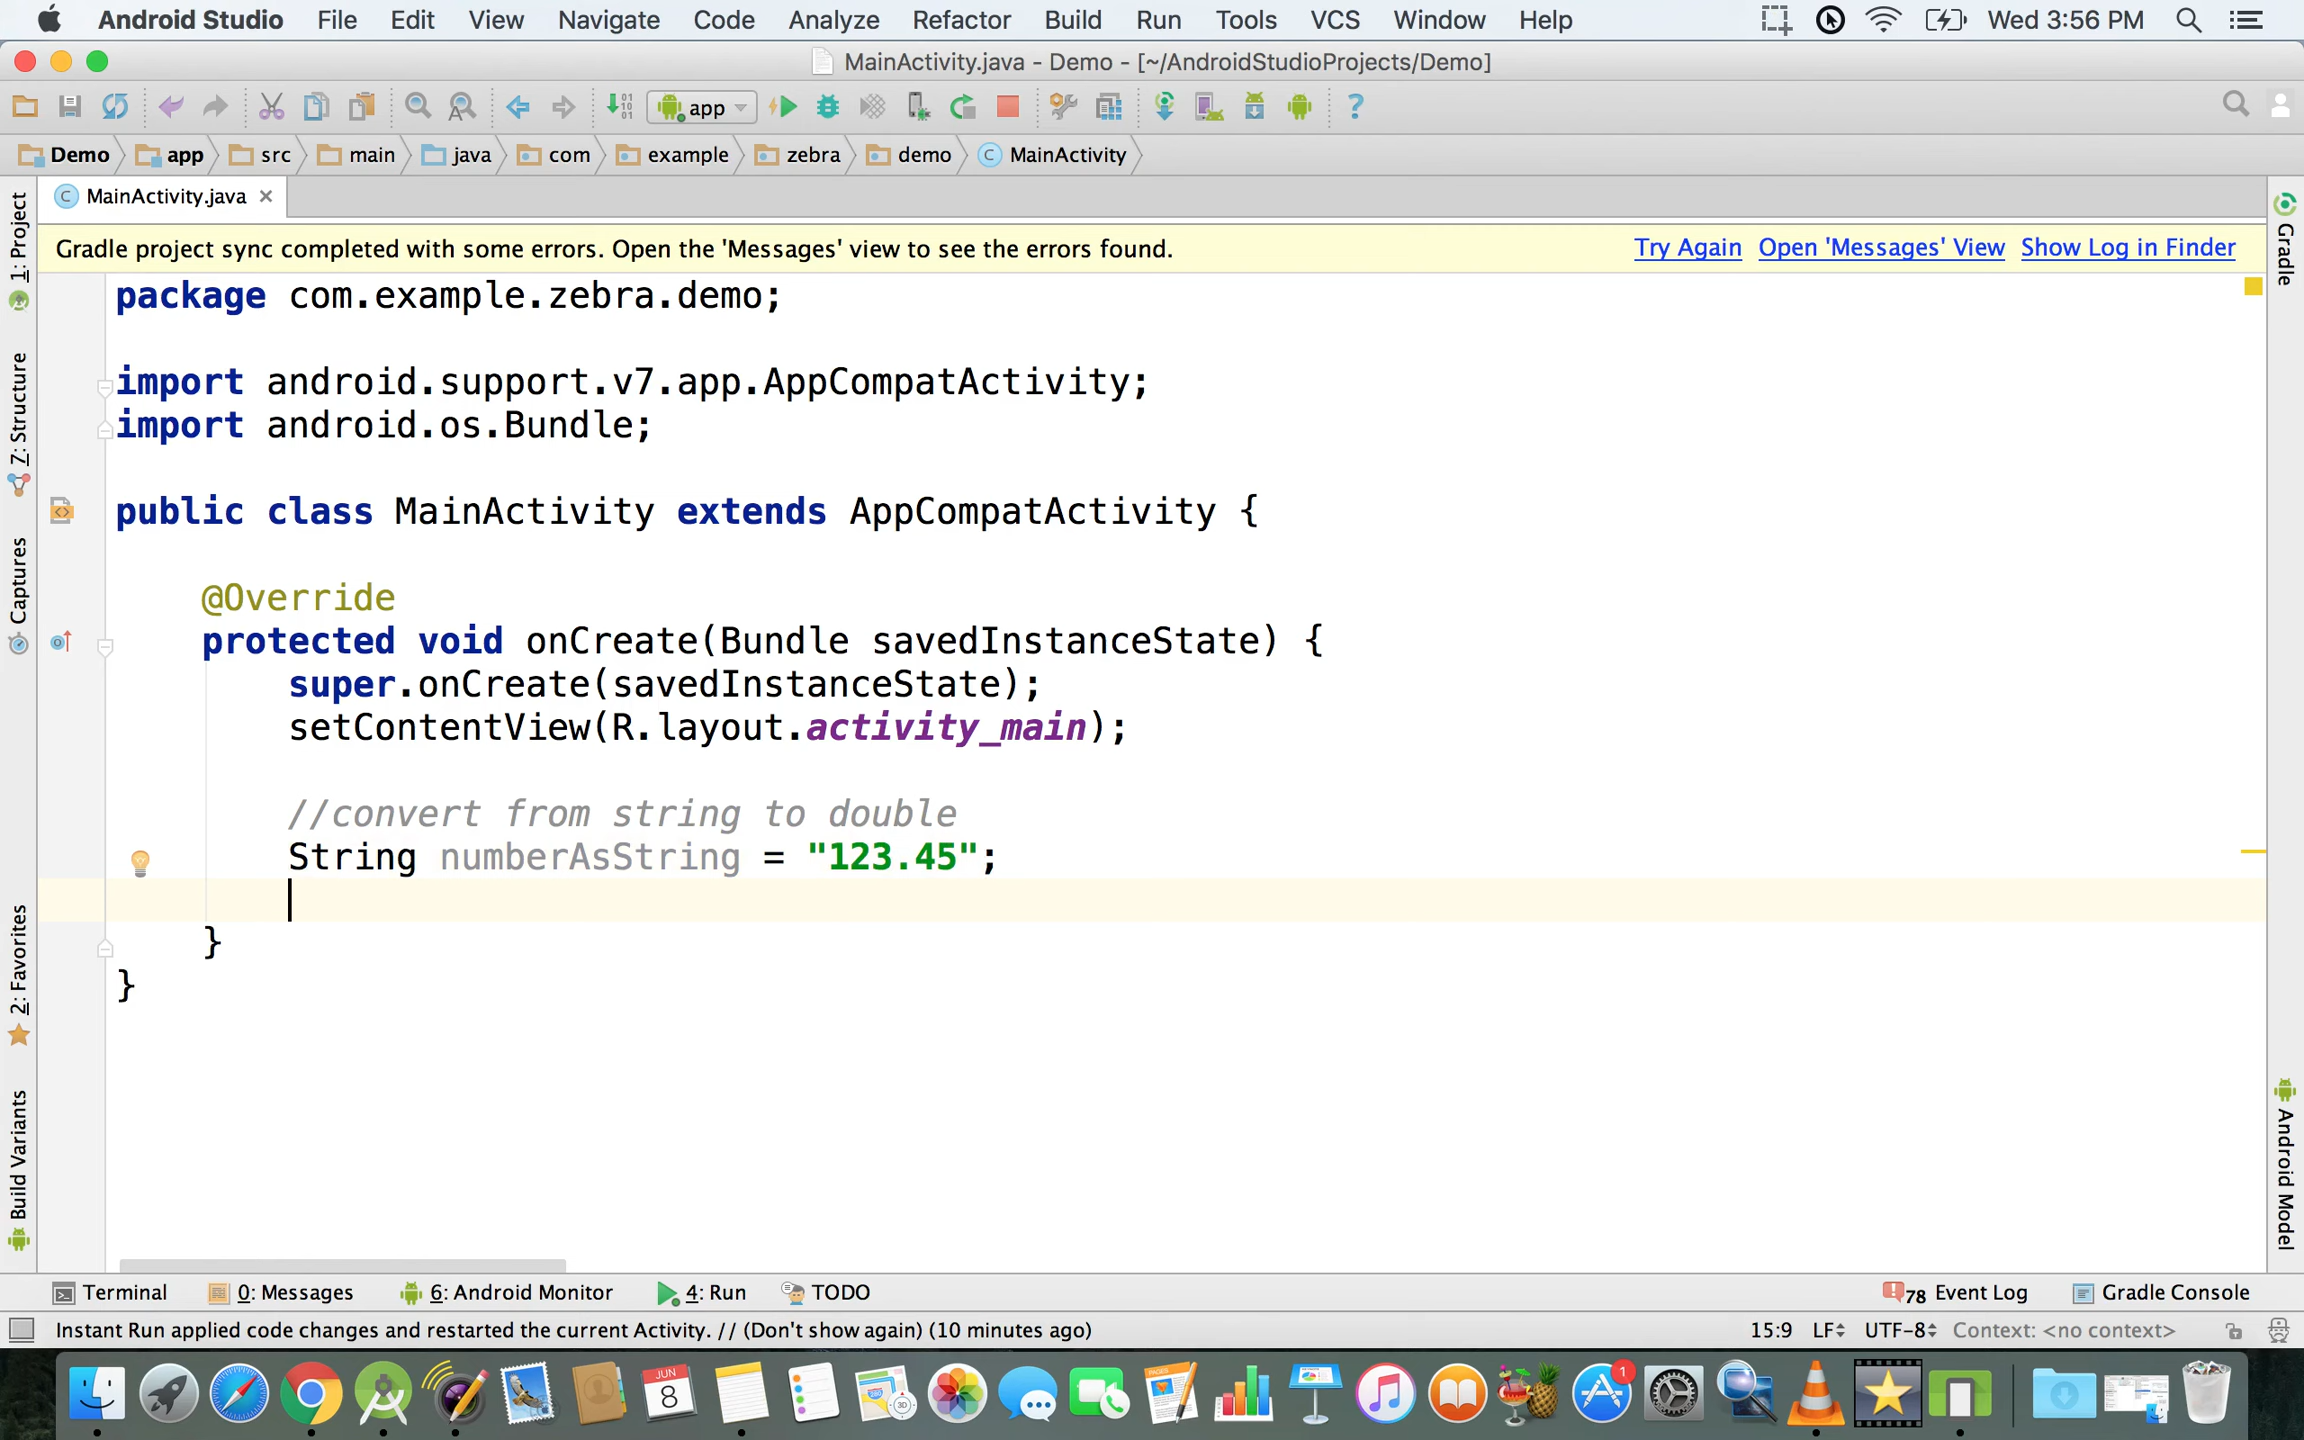 Android Studio File Edit View Navigate Code Analyze Refactor Build Run Tools VCS Window Help Wed 3:56 PM
MainActivity.java - Demo - [~/AndroidStudioProjects/Demo]
app
Demo app src main java com example zebra demo MainActivity
MainActivity.java
Gradle project sync completed with some errors. Open the 'Messages' view to see the errors found. Try Again Open 'Messages' View Show Log in Finder
1: Project
7: Structure
Captures
2: Favorites
Build Variants
package com.example.zebra.demo;
import android.support.v7.app.AppCompatActivity;
import android.os.Bundle;
public class MainActivity extends AppCompatActivity {
@Override
protected void onCreate(Bundle savedInstanceState) {
super.onCreate(savedInstanceState);
setContentView(R.layout.activity_main);
//convert from string to double
String numberAsString = "123.45";
}
}
Gradle
Android Model
Terminal 0: Messages 6: Android Monitor 4: Run TODO 78 Event Log Gradle Console
Instant Run applied code changes and restarted the current Activity. // (Don't show again) (10 minutes ago) 15:9 LF UTF-8 Context: <no context>
JUN
8
1